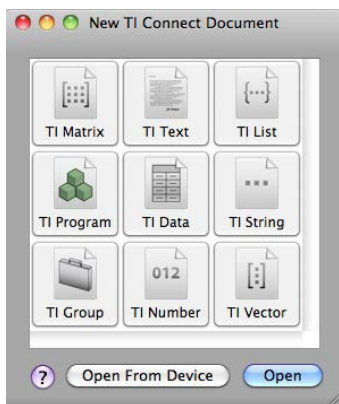 New TI Connect Document
TI Matrix TI Text TI List
TI Program TI Data TI String
012
TI Group TI Number TI Vector
? Open From Device Open